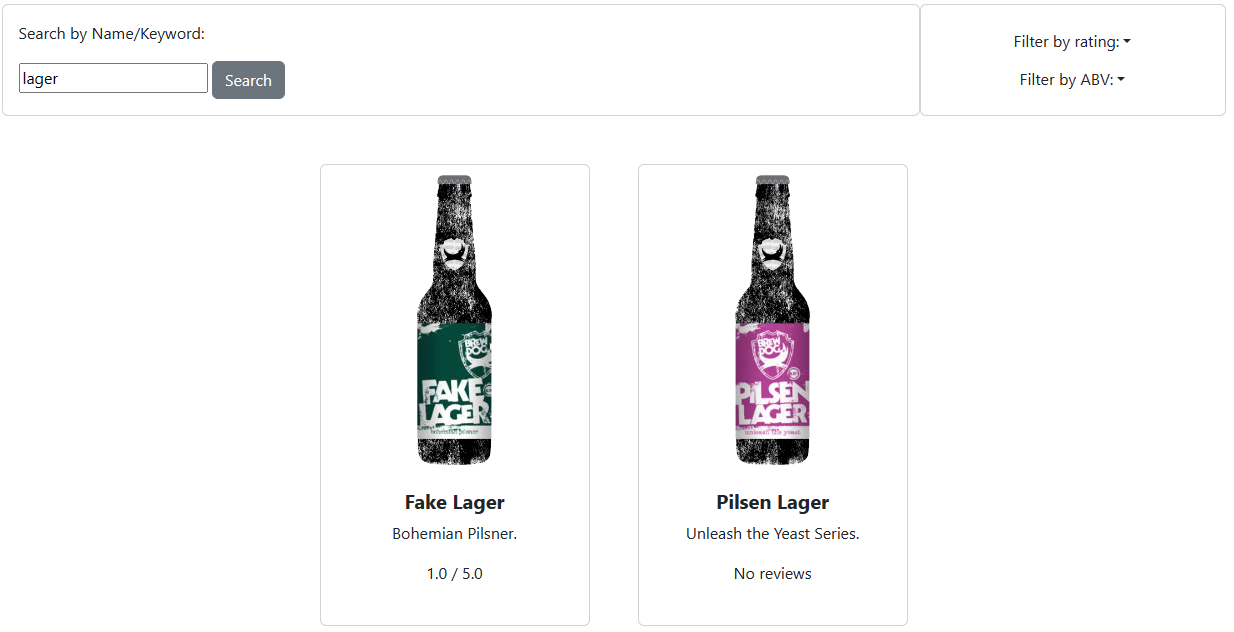 Search by Name/Keyword:
lager
Search
Filter by rating:
Filter by ABV:
BREW
DOG
FAKE
LAGER
bohemian pilsner
BREW
DOG
PILSEN
LAGER
unleash the yeast
Fake Lager
Bohemian Pilsner.
1.0 / 5.0
Pilsen Lager
Unleash the Yeast Series.
No reviews